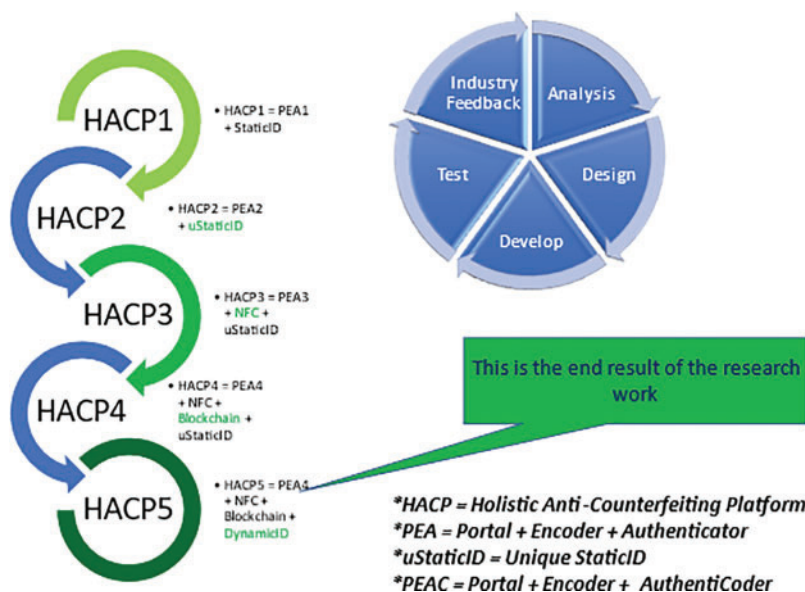 HACP1
• HACP1 = PEA1
+ StaticID
HACP2
• HACP2 = PEA2
+ uStaticID
HACP3
• HACP3 = PEA3
+ NFC +
uStaticID
HACP4
• HACP4 = PEA4
+ NFC +
Blockchain +
uStaticID
HACP5
• HACP5 = PEA4
+ NFC +
Blockchain +
DynamicID
Industry
Feedback
Analysis
Design
Develop
Test
This is the end result of the research
work
*HACP = Holistic Anti-Counterfeiting Platform
*PEA = Portal + Encoder + Authenticator
*uStaticID = Unique StaticID
*PEAC = Portal + Encoder + AuthentiCoder